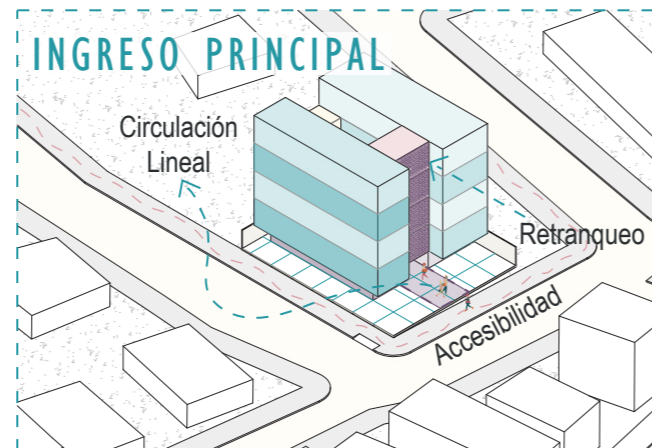 INGRESO PRINCIPAL
Circulación
Lineal
Retranqueo
Accesibilidad